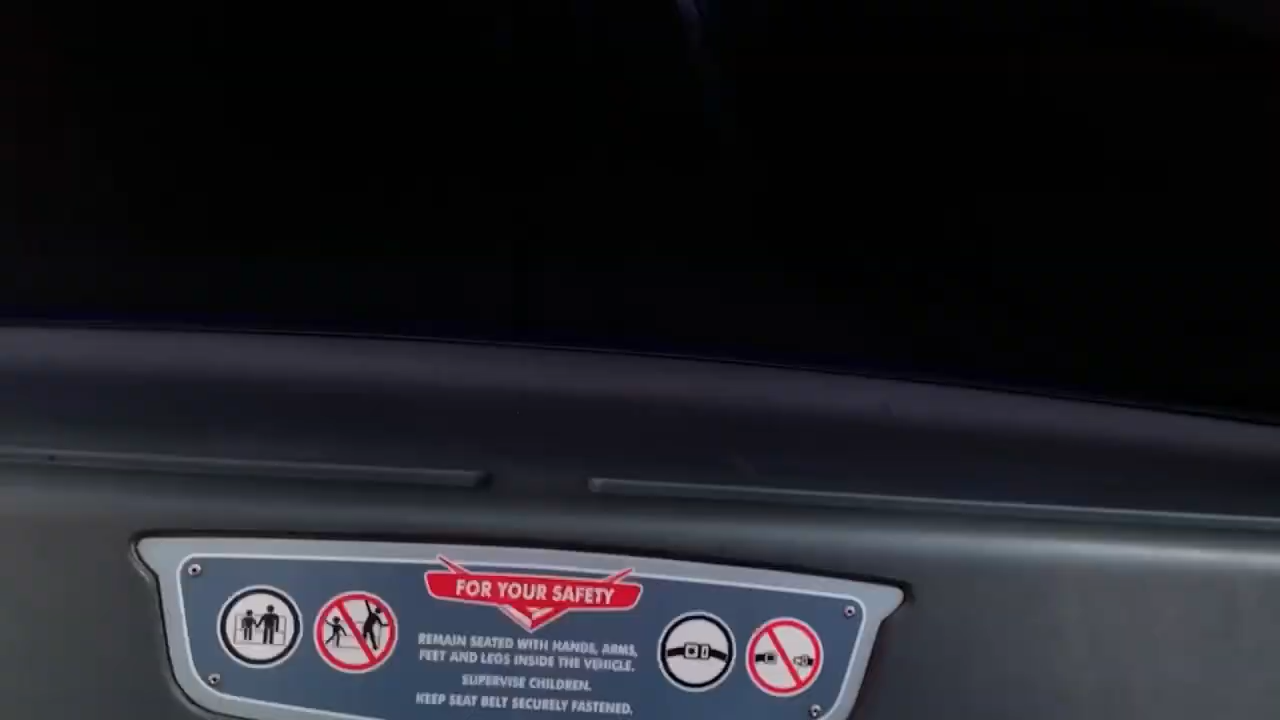 FOR YOUR SAFETY
REMAIN SEATED WITH HANDS, ARMS,
FEET AND LEGS INSIDE THE VEHICLE.
SUPERVISE CHILDREN.
KEEP SEAT BELT SECURELY FASTENED.